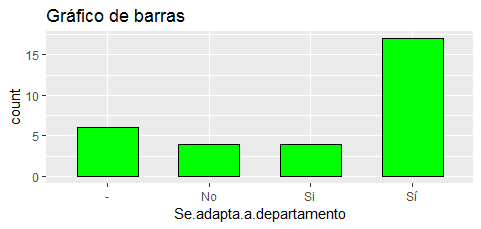 Gráfico de barras
15
10
5
0
count
- No Si Sí
Se.adapta.a.departamento